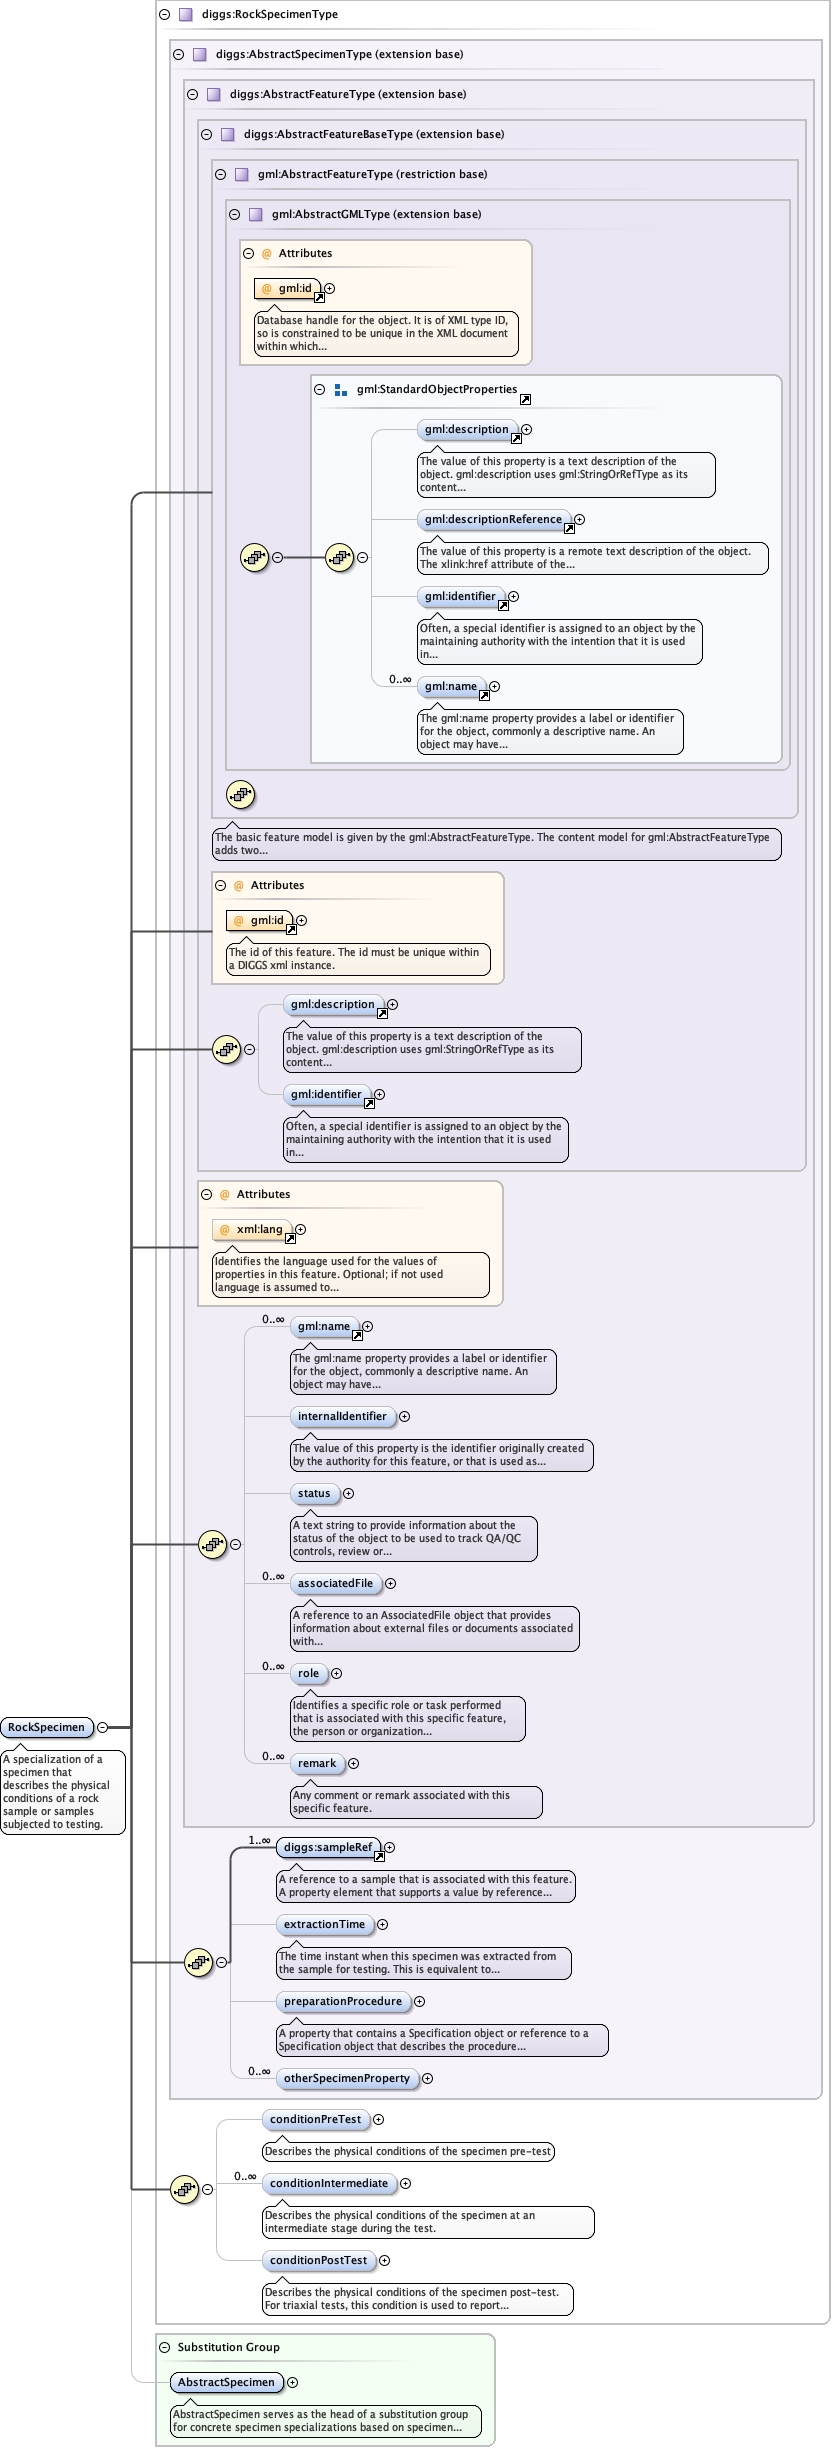 diggs:RockSpecimenType
diggs:AbstractSpecimenType (extension base)
diggs:AbstractFeatureType (extension base)
diggs:AbstractFeatureBaseType (extension base)
gml:AbstractFeatureType (restriction base)
gml:AbstractGMLType (extension base)
@ Attributes
@ gml:id
Database handle for the object. It is of XML type ID,
so is constrained to be unique in the XML document
within which...
gml:StandardObjectProperties
gml:description
The value of this property is a text description of the
object. gml:description uses gml:StringOrRefType as its
content...
gml:descriptionReference
The value of this property is a remote text description of the object.
The xlink:href attribute of the...
gml:identifier
Often, a special identifier is assigned to an object by the
maintaining authority with the intention that it is used
in...
0..∞
gml:name
The gml:name property provides a label or identifier
for the object, commonly a descriptive name. An
object may have...
The basic feature model is given by the gml:AbstractFeatureType. The content model for gml:AbstractFeatureType
adds two...
@ Attributes
@ gml:id
The id of this feature. The id must be unique within
a DIGGS xml instance.
gml:description
The value of this property is a text description of the
object. gml:description uses gml:StringOrRefType as its
content...
gml:identifier
Often, a special identifier is assigned to an object by the
maintaining authority with the intention that it is used
in...
@ Attributes
@ xml:lang
Identifies the language used for the values of
properties in this feature. Optional; if not used
language is assumed to...
0..∞
gml:name
The gml:name property provides a label or identifier
for the object, commonly a descriptive name. An
object may have...
internalIdentifier
The value of this property is the identifier originally created
by the authority for this feature, or that is used as...
status
A text string to provide information about the
status of the object to be used to track QA/QC
controls, review or...
0..∞
associatedFile
A reference to an AssociatedFile object that provides
information about external files or documents associated
with...
0..∞
role
Identifies a specific role or task performed
that is associated with this specific feature,
the person or organization...
RockSpecimen
A specialization of a
specimen that
describes the physical
conditions of a rock
sample or samples
subjected to testing.
0..∞
remark
Any comment or remark associated with this
specific feature.
1..∞
diggs:sampleRef
A reference to a sample that is associated with this feature.
A property element that supports a value by reference...
extractionTime
The time instant when this specimen was extracted from
the sample for testing. This is equivalent to...
preparationProcedure
A property that contains a Specification object or reference to a
Specification object that describes the procedure...
0..∞
otherSpecimenProperty
conditionPreTest
Describes the physical conditions of the specimen pre-test
0..∞
conditionIntermediate
Describes the physical conditions of the specimen at an
intermediate stage during the test.
conditionPostTest
Describes the physical conditions of the specimen post-test.
For triaxial tests, this condition is used to report...
Substitution Group
AbstractSpecimen
AbstractSpecimen serves as the head of a substitution group
for concrete specimen specializations based on specimen...